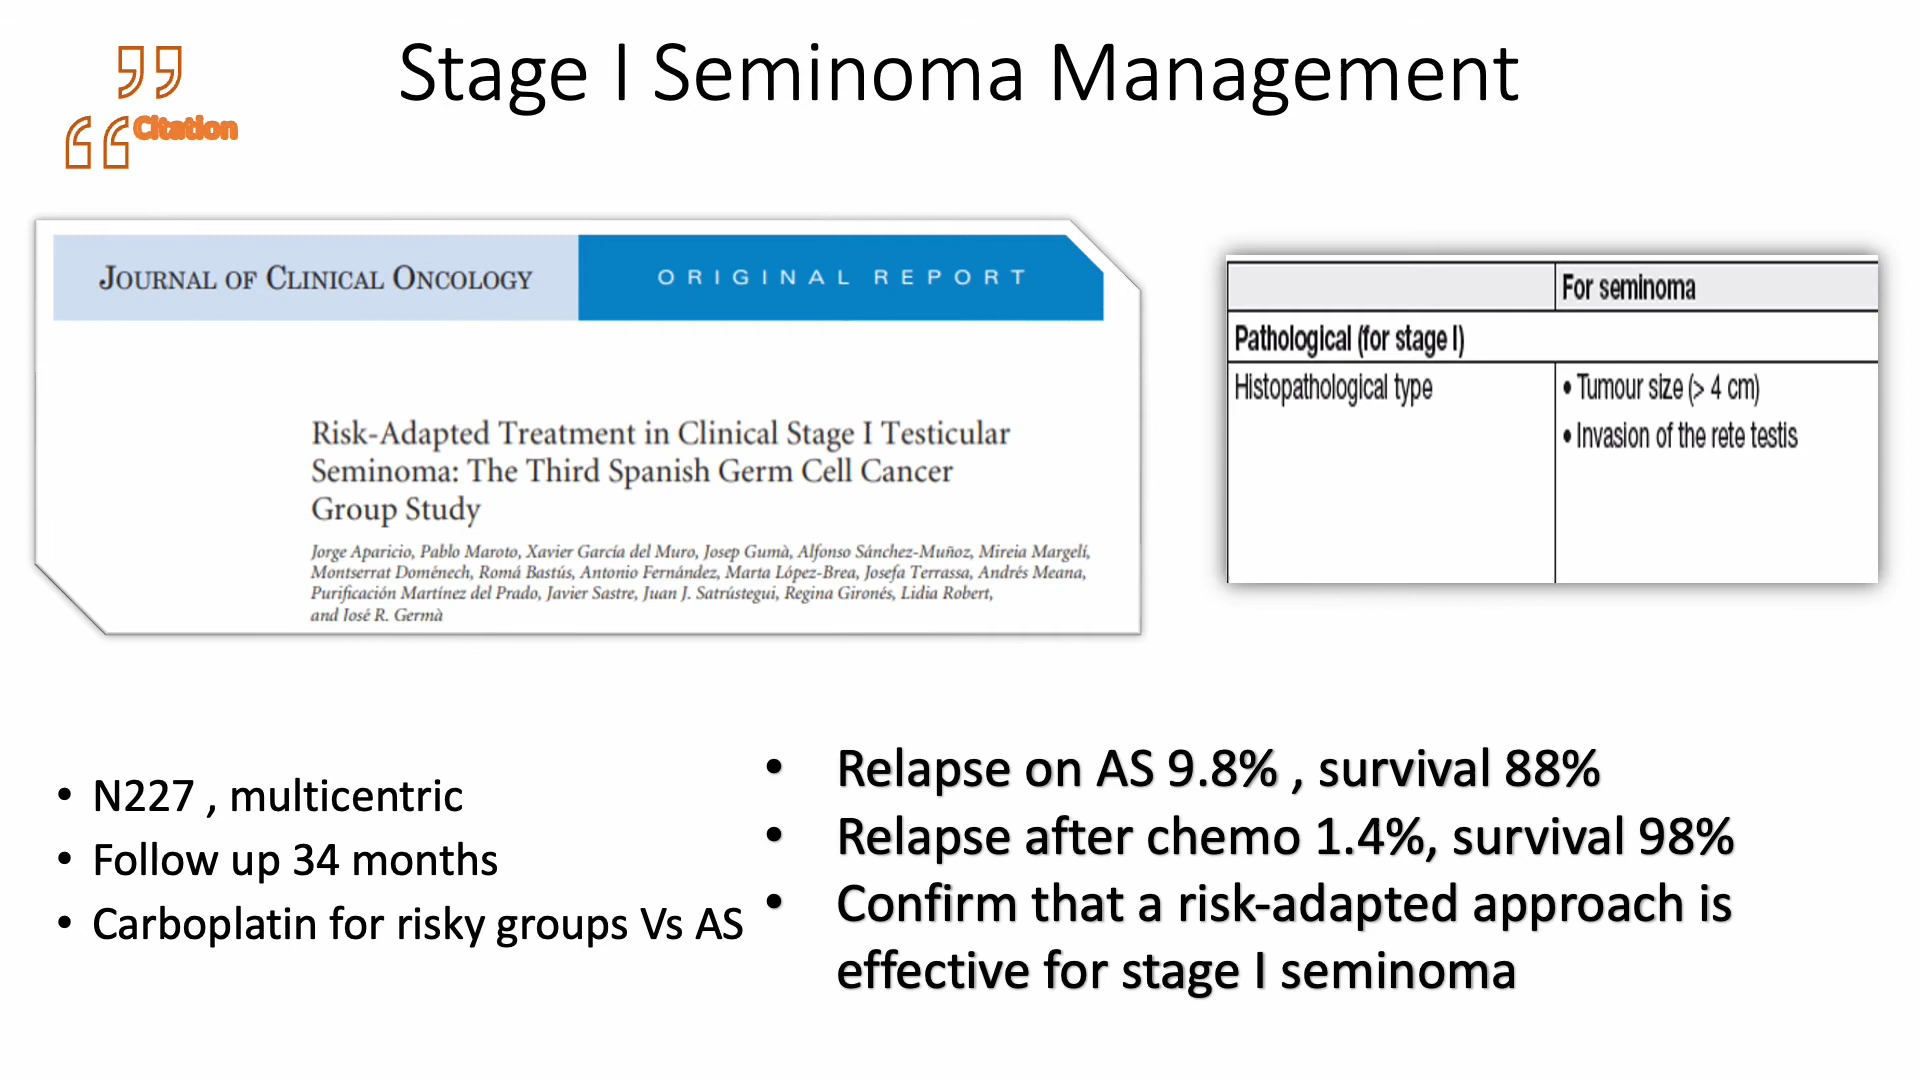 Stage I Seminoma Management
Citation
JOURNAL OF CLINICAL ONCOLOGY
ORIGINAL REPORT
Risk-Adapted Treatment in Clinical Stage I Testicular
Seminoma: The Third Spanish Germ Cell Cancer
Group Study
Jorge Aparicio, Pablo Maroto, Xavier García del Muro, Josep Gumà, Alfonso Sánchez-Muñoz, Mireia Margelí,
Montserrat Doménech, Romá Bastús, Antonio Fernández, Marta López-Brea, Josefa Terrassa, Andrés Meana,
Purificación Martínez del Prado, Javier Sastre, Juan J. Satrústegui, Regina Gironés, Lidia Robert,
and José R. Germà
For seminoma
Pathological (for stage I)
Histopathological type
• Tumour size (> 4 cm)
• Invasion of the rete testis
• N227 , multicentric
• Follow up 34 months
• Carboplatin for risky groups Vs AS
• Relapse on AS 9.8% , survival 88%
• Relapse after chemo 1.4%, survival 98%
• Confirm that a risk-adapted approach is
effective for stage I seminoma